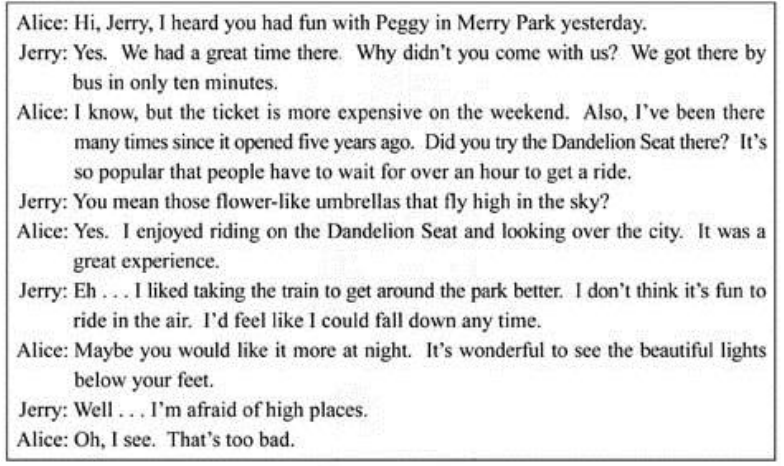 Alice: Hi, Jerry, I heard you had fun with Peggy in Merry Park yesterday.
Jerry: Yes. We had a great time there. Why didn't you come with us? We got there by
bus in only ten minutes.
Alice: I know, but the ticket is more expensive on the weekend. Also, I've been there
many times since it opened five years ago. Did you try the Dandelion Seat there? It's
so popular that people have to wait for over an hour to get a ride.
Jerry: You mean those flower-like umbrellas that fly high in the sky?
Alice: Yes. I enjoyed riding on the Dandelion Seat and looking over the city. It was a
great experience.
Jerry: Eh . . . I liked taking the train to get around the park better. I don't think it's fun to
ride in the air. I'd feel like I could fall down any time.
Alice: Maybe you would like it more at night. It's wonderful to see the beautiful lights
below your feet.
Jerry: Well . . . I'm afraid of high places.
Alice: Oh, I see. That's too bad.